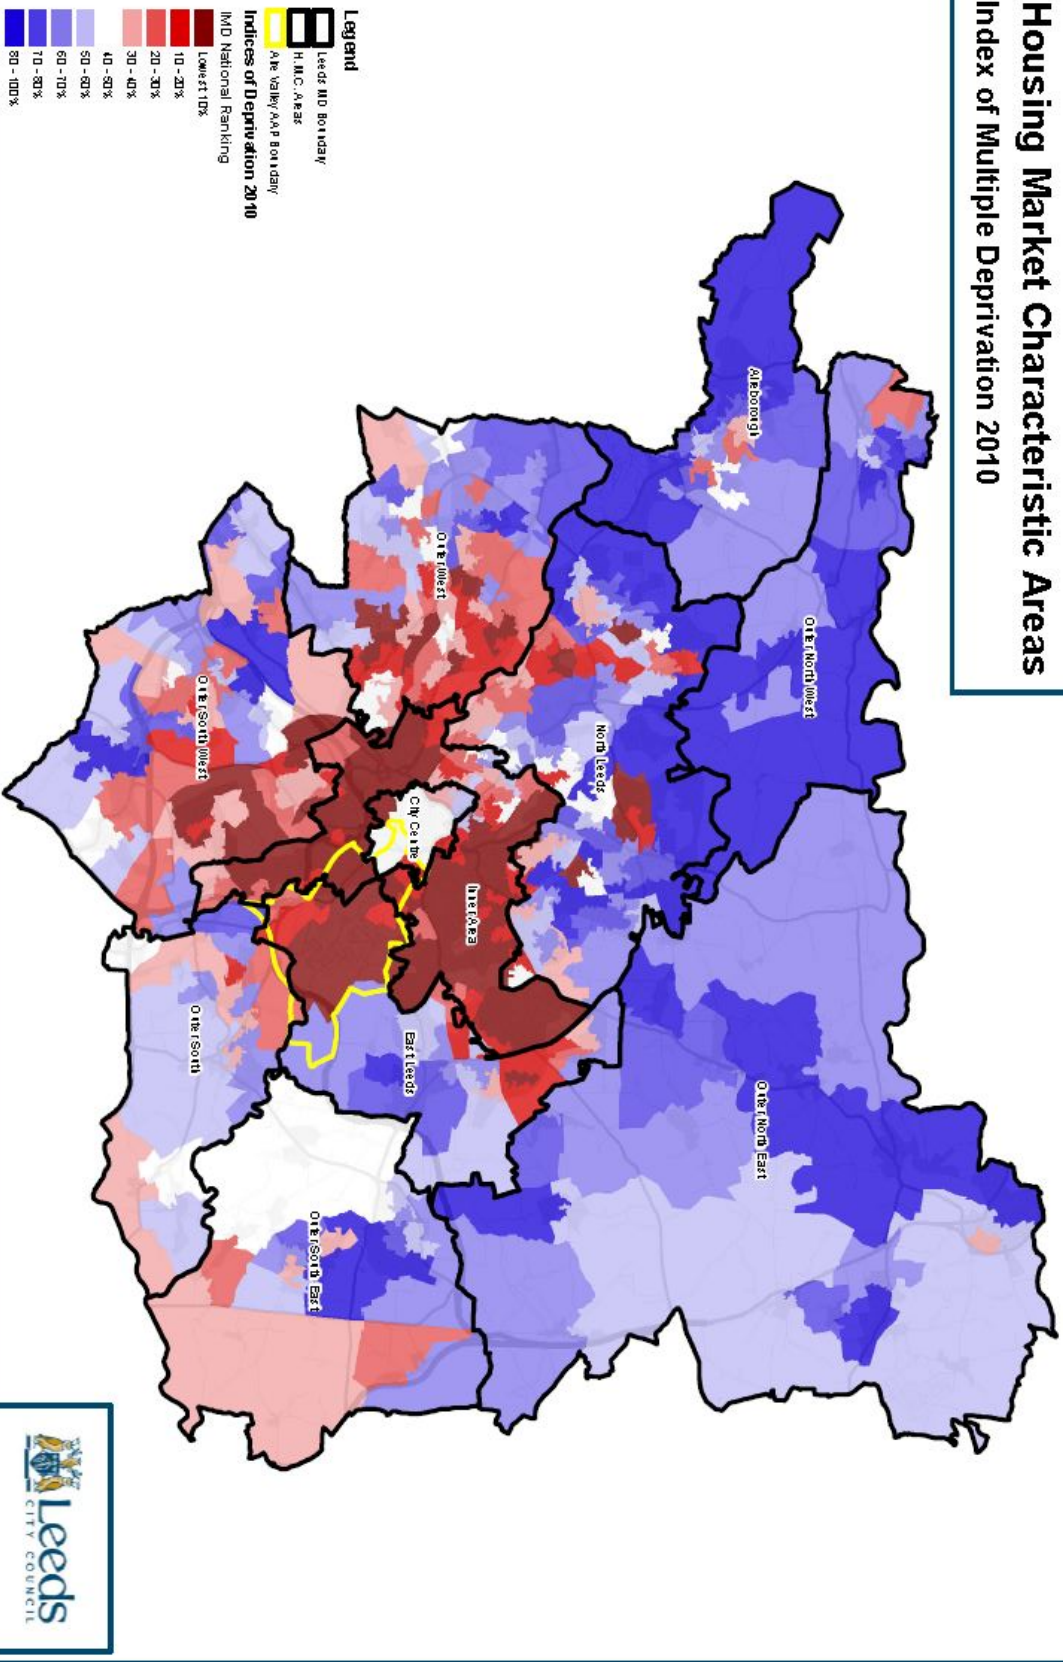 Housing Market Characteristic Areas
Index of Multiple Deprivation 2010
Legend
Leeds MD Boundary
H.M.C. Areas
Aire Valley AAP Boundary
Indices of Deprivation 2010
IMD National Ranking
Lowest 10%
10 - 20%
20 - 30%
30 - 40%
40 - 50%
50 - 60%
60 - 70%
70 - 80%
80 - 100%
Aireborough
Outer North West
Outer North East
North Leeds
Outer West
City Centre
Inner Area
East Leeds
Outer South West
Outer South
Outer South East
Leeds
CITY COUNCIL